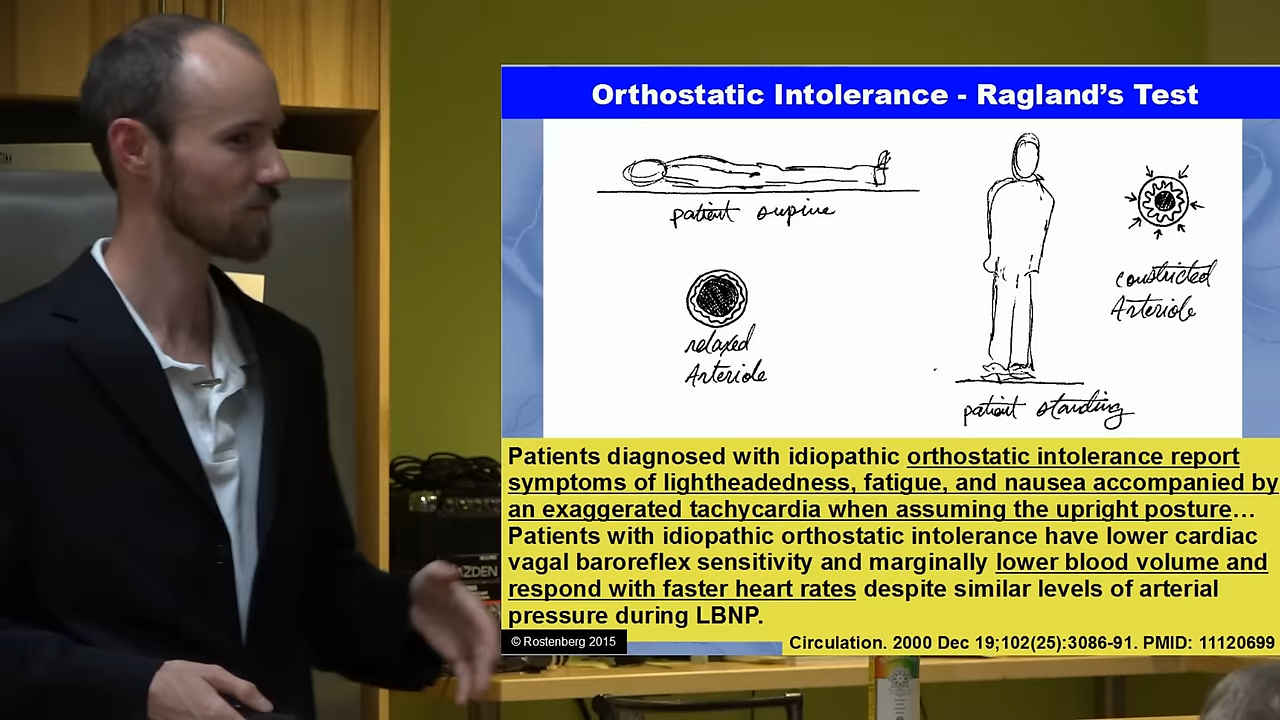 Orthostatic Intolerance - Ragland's Test
patient supine
relaxed
Arteriole
constricted
Arteriole
patient standing
Patients diagnosed with idiopathic orthostatic intolerance report
symptoms of lightheadedness, fatigue, and nausea accompanied by
an exaggerated tachycardia when assuming the upright posture…
Patients with idiopathic orthostatic intolerance have lower cardiac
vagal baroreflex sensitivity and marginally lower blood volume and
respond with faster heart rates despite similar levels of arterial
pressure during LBNP.
© Rostenberg 2015
Circulation. 2000 Dec 19;102(25):3086-91. PMID: 11120699